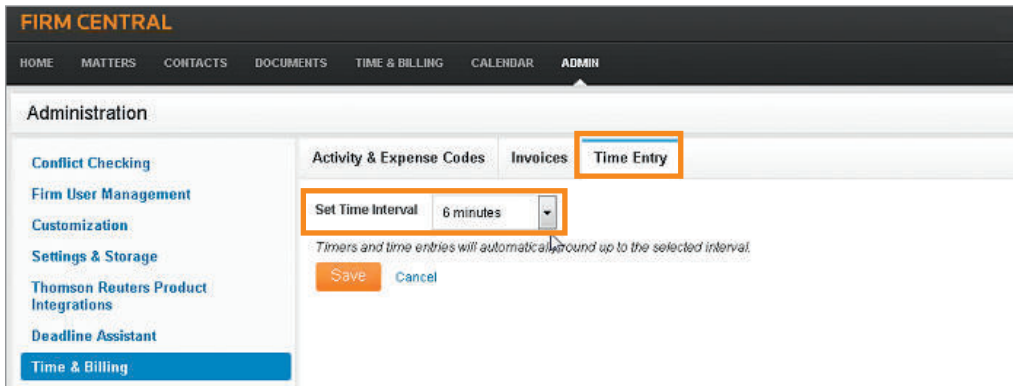 FIRM CENTRAL
HOME MATTERS CONTACTS DOCUMENTS TIME & BILLING CALENDAR ADMIN
Administration
Conflict Checking
Firm User Management
Customization
Settings & Storage
Thomson Reuters Product
Integrations
Deadline Assistant
Time & Billing
Activity & Expense Codes Invoices Time Entry
Set Time Interval 6 minutes
Timers and time entries will automatically round up to the selected interval.
Save Cancel